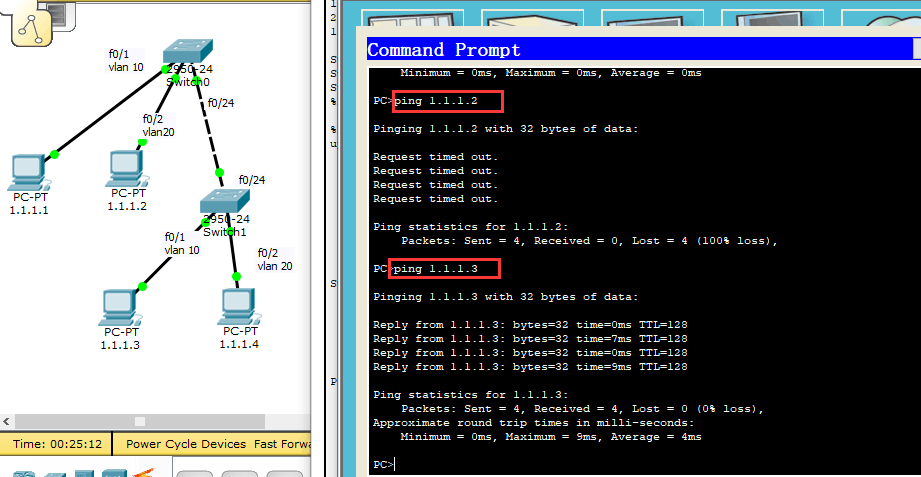 f0/1
vlan 10
2950-24
Switch0
f0/24
f0/2
vlan20
PC-PT
1.1.1.1
PC-PT
1.1.1.2
f0/24
2950-24
Switch1
f0/1
vlan 10
f0/2
vlan 20
PC-PT
1.1.1.3
PC-PT
1.1.1.4
Time: 00:25:12
Power Cycle Devices Fast Forwa
Command Prompt
Minimum = 0ms, Maximum = 0ms, Average = 0ms
PC>ping 1.1.1.2
Pinging 1.1.1.2 with 32 bytes of data:
Request timed out.
Request timed out.
Request timed out.
Request timed out.
Ping statistics for 1.1.1.2:
Packets: Sent = 4, Received = 0, Lost = 4 (100% loss),
PC>ping 1.1.1.3
Pinging 1.1.1.3 with 32 bytes of data:
Reply from 1.1.1.3: bytes=32 time=0ms TTL=128
Reply from 1.1.1.3: bytes=32 time=7ms TTL=128
Reply from 1.1.1.3: bytes=32 time=0ms TTL=128
Reply from 1.1.1.3: bytes=32 time=9ms TTL=128
Ping statistics for 1.1.1.3:
Packets: Sent = 4, Received = 4, Lost = 0 (0% loss),
Approximate round trip times in milli-seconds:
Minimum = 0ms, Maximum = 9ms, Average = 4ms
PC>